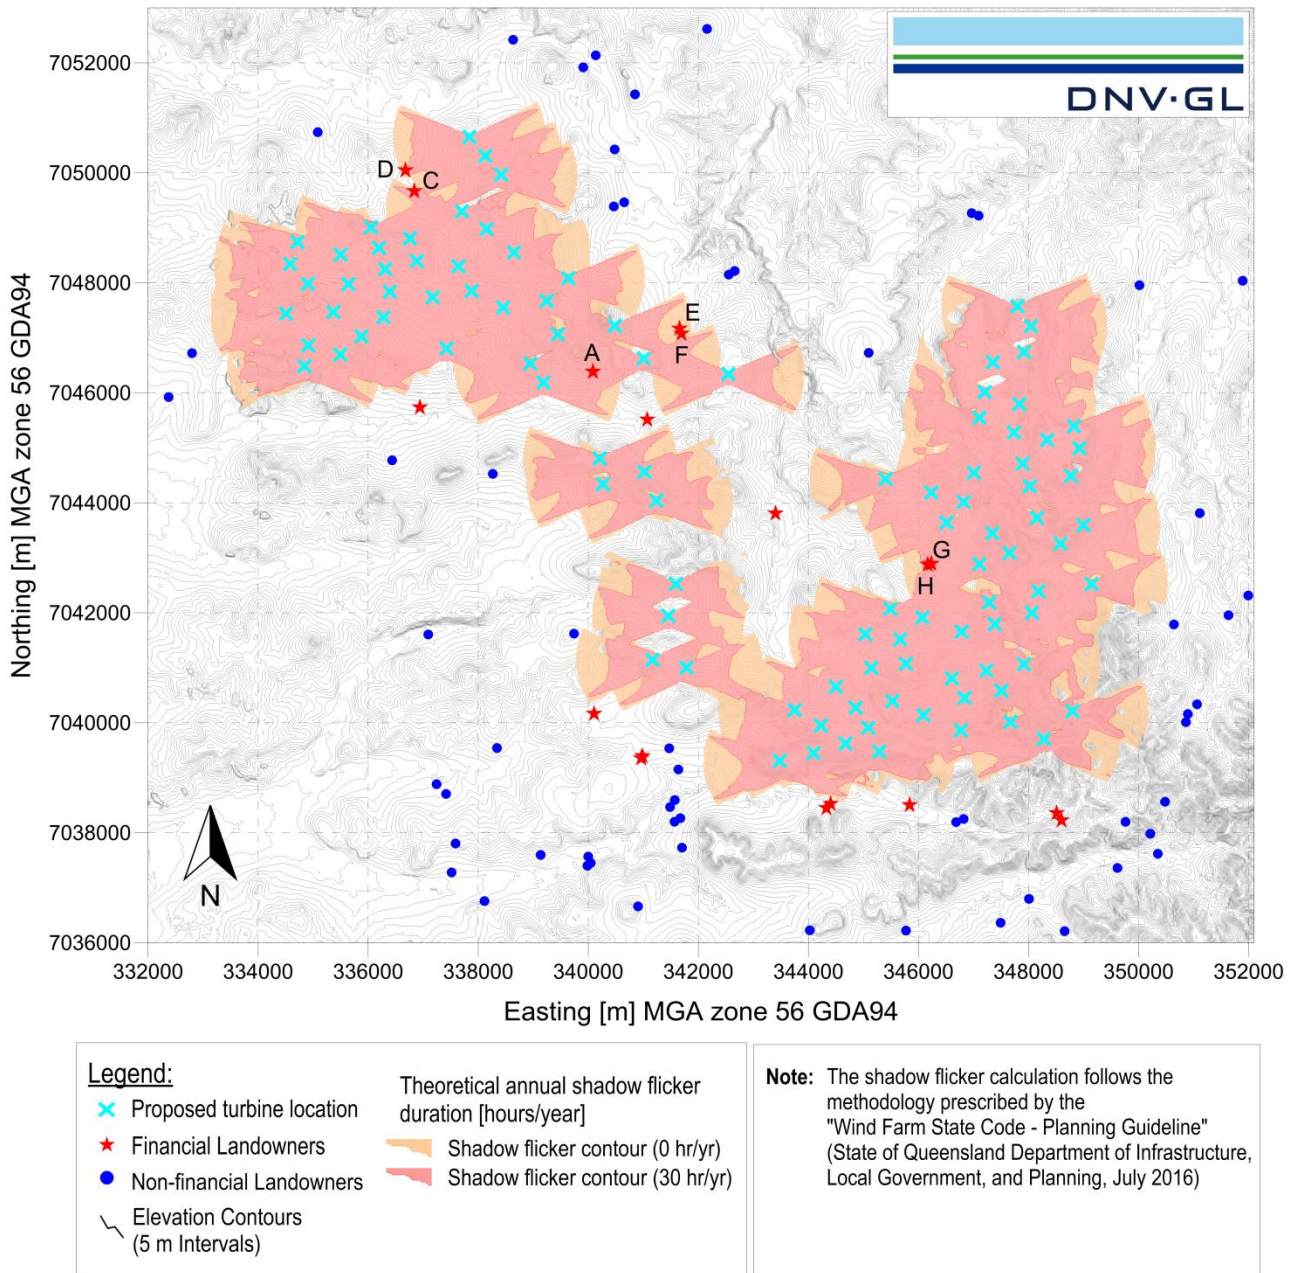 7052000
7050000
7048000
7046000
7044000
7042000
7040000
7038000
7036000
Northing [m] MGA zone 56 GDA94
DNV·GL
D
C
E
F
A
G
H
N
332000 334000 336000 338000 340000 342000 344000 346000 348000 350000 352000
Easting [m] MGA zone 56 GDA94
Legend:
Proposed turbine location
Financial Landowners
Non-financial Landowners
Elevation Contours
(5 m Intervals)
Theoretical annual shadow flicker
duration [hours/year]
Shadow flicker contour (0 hr/yr)
Shadow flicker contour (30 hr/yr)
Note: The shadow flicker calculation follows the
methodology prescribed by the
"Wind Farm State Code - Planning Guideline"
(State of Queensland Department of Infrastructure,
Local Government, and Planning, July 2016)